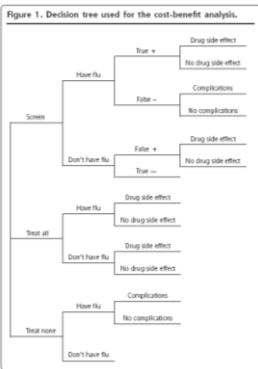 Figure 1. Decision tree used for the cost-benefit analysis.
Drug side effect
True +
No drug side effect
Have flu
Complications
False −
No complications
Screen
Drug side effect
False +
No drug side effect
Don't have flu
True —
Drug side effect
Have flu
No drug side effect
Treat all
Drug side effect
Don't have flu
No drug side effect
Complications
Have flu
No complications
Treat none
Don't have flu